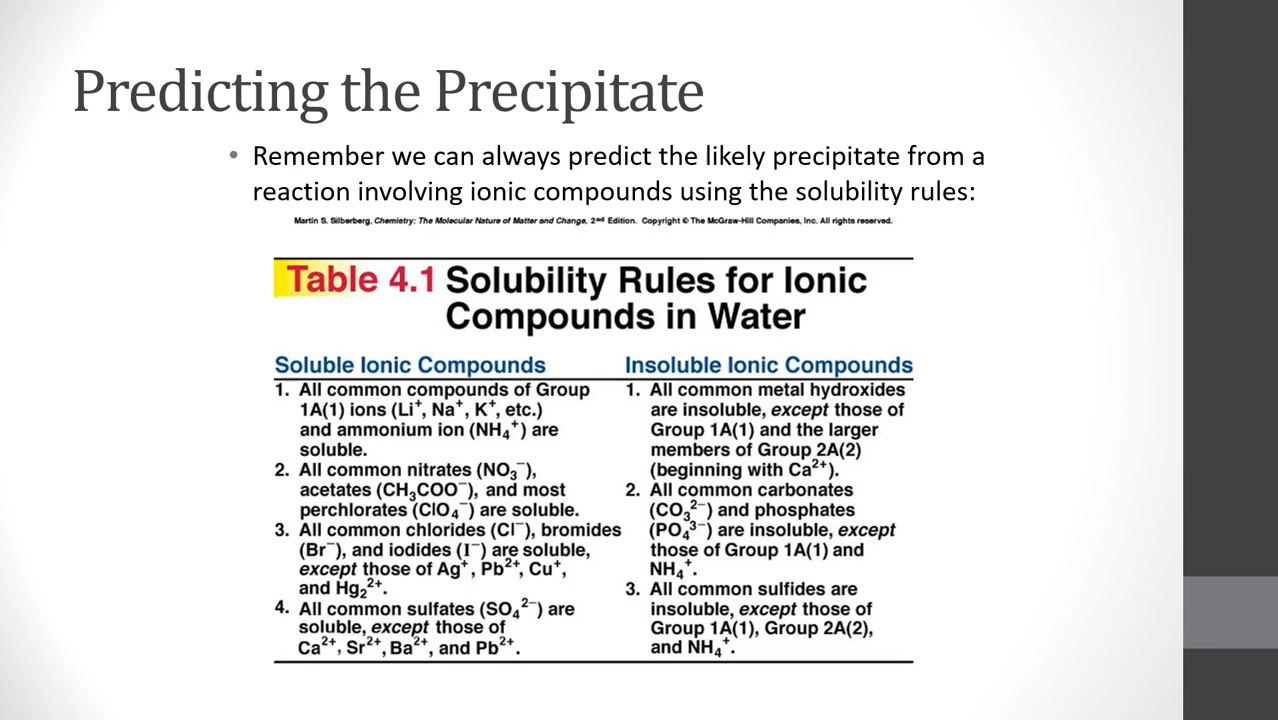 Predicting the Precipitate
• Remember we can always predict the likely precipitate from a
reaction involving ionic compounds using the solubility rules:
Martin S. Silberberg, Chemistry: The Molecular Nature of Matter and Change, 2nd Edition. Copyright © The McGraw-Hill Companies, Inc. All rights reserved.
Table 4.1 Solubility Rules for Ionic
Compounds in Water
Soluble Ionic Compounds
1. All common compounds of Group
1A(1) ions (Li⁺, Na⁺, K⁺, etc.)
and ammonium ion (NH₄⁺) are
soluble.
2. All common nitrates (NO₃⁻),
acetates (CH₃COO⁻), and most
perchlorates (ClO₄⁻) are soluble.
3. All common chlorides (Cl⁻), bromides
(Br⁻), and iodides (I⁻) are soluble,
except those of Ag⁺, Pb²⁺, Cu⁺,
and Hg₂²⁺.
4. All common sulfates (SO₄²⁻) are
soluble, except those of
Ca²⁺, Sr²⁺, Ba²⁺, and Pb²⁺.
Insoluble Ionic Compounds
1. All common metal hydroxides
are insoluble, except those of
Group 1A(1) and the larger
members of Group 2A(2)
(beginning with Ca²⁺).
2. All common carbonates
(CO₃²⁻) and phosphates
(PO₄³⁻) are insoluble, except
those of Group 1A(1) and
NH₄⁺.
3. All common sulfides are
insoluble, except those of
Group 1A(1), Group 2A(2),
and NH₄⁺.